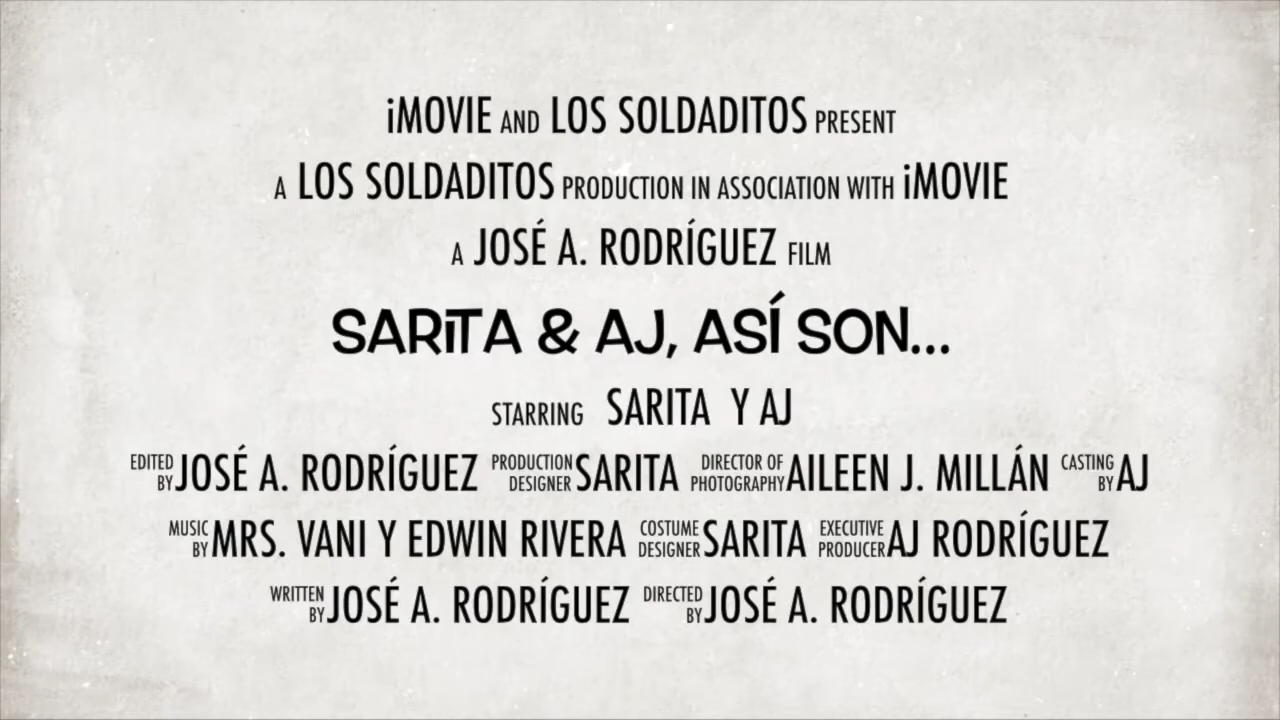 iMOVIE AND LOS SOLDADITOS PRESENT
A LOS SOLDADITOS PRODUCTION IN ASSOCIATION WITH iMOVIE
A JOSÉ A. RODRÍGUEZ FILM
SARiTA & AJ, ASÍ SON...
STARRING SARITA Y AJ
EDITED BY JOSÉ A. RODRÍGUEZ PRODUCTION DESIGNER SARITA DIRECTOR OF PHOTOGRAPHY AILEEN J. MILLÁN CASTING BY AJ
MUSIC BY MRS. VANI Y EDWIN RIVERA COSTUME DESIGNER SARITA EXECUTIVE PRODUCER AJ RODRÍGUEZ
WRITTEN BY JOSÉ A. RODRÍGUEZ DIRECTED BY JOSÉ A. RODRÍGUEZ